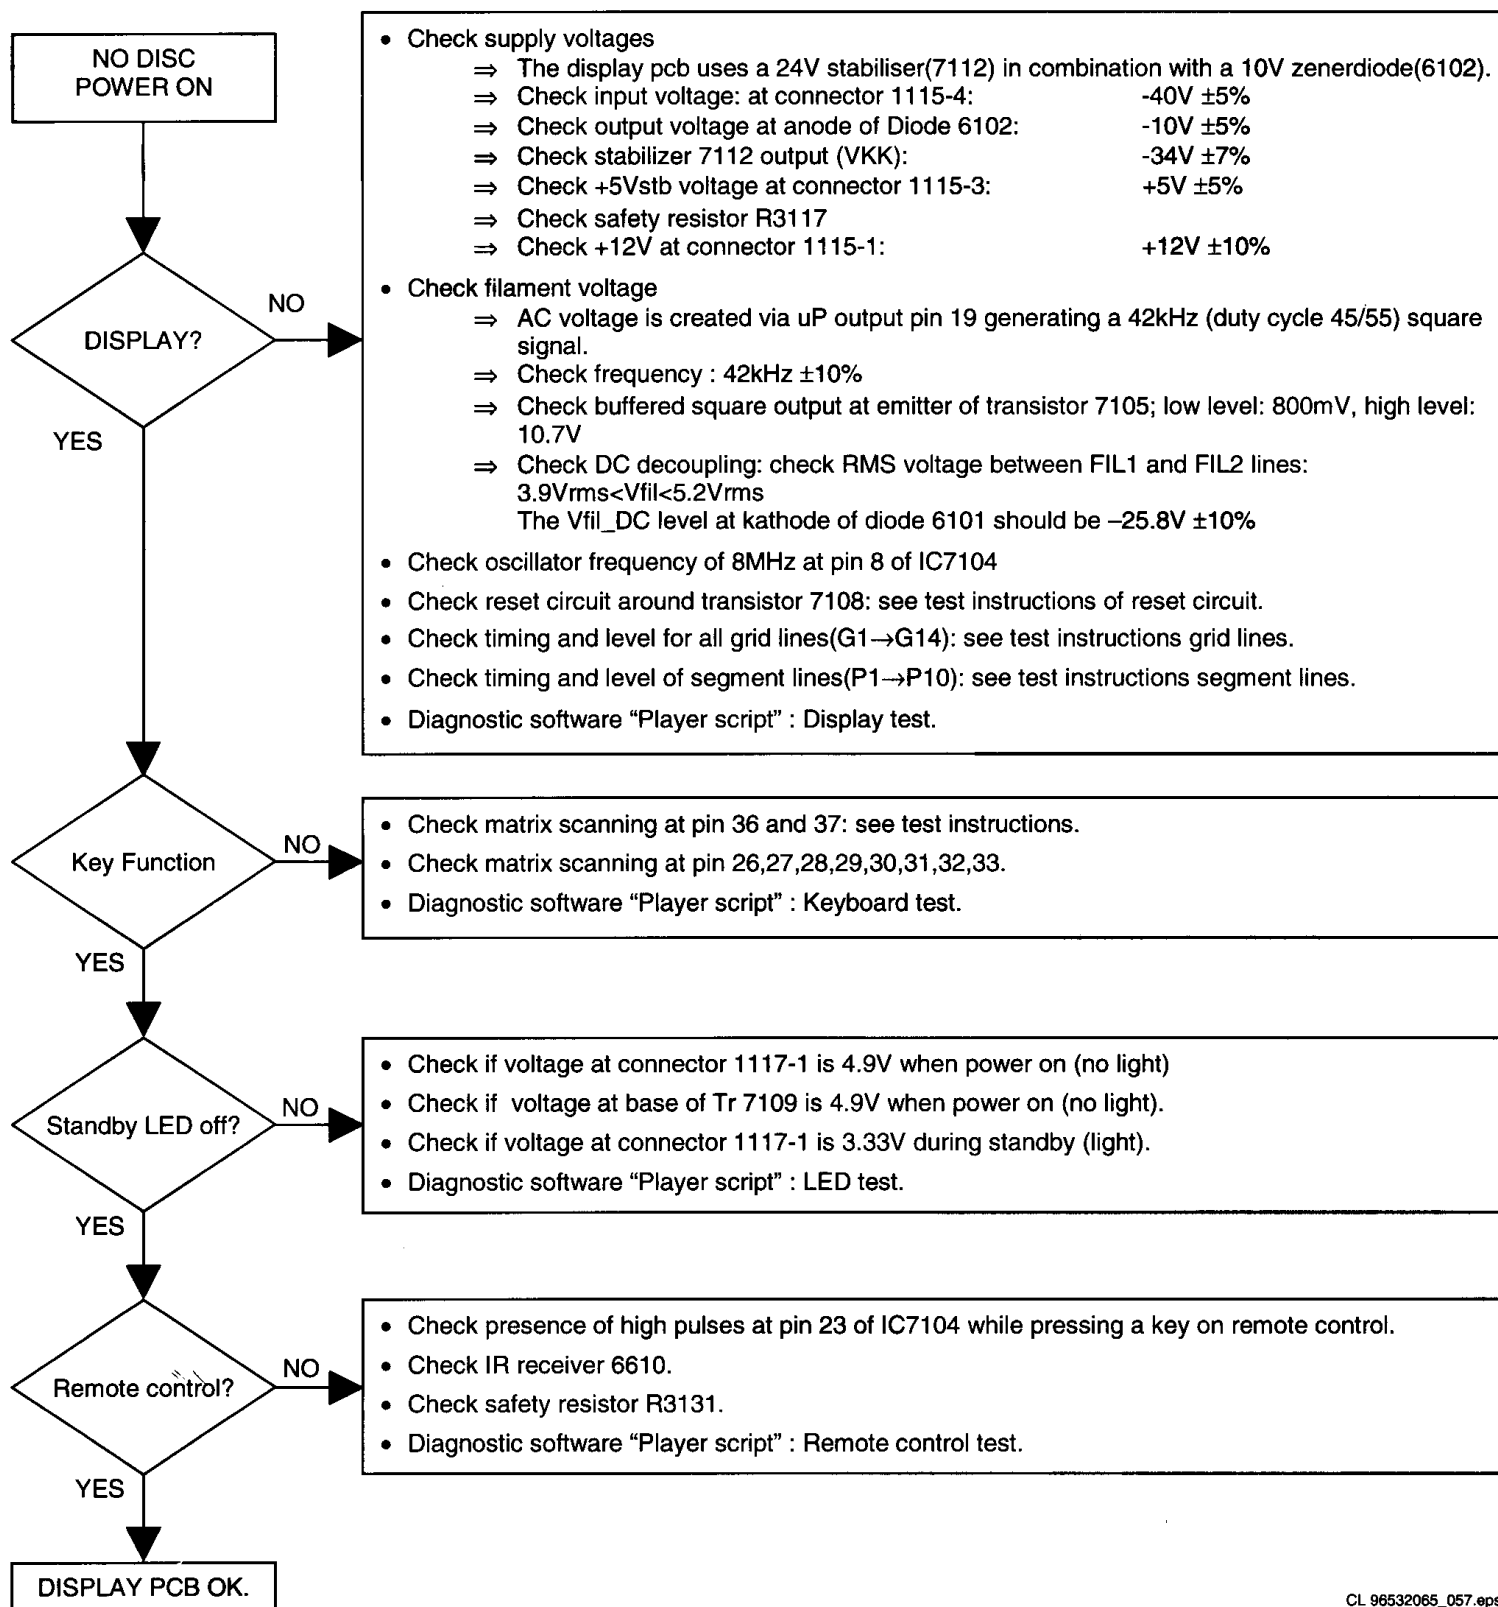 NO DISC
POWER ON
• Check supply voltages
⇒ The display pcb uses a 24V stabiliser(7112) in combination with a 10V zenerdiode(6102).
⇒ Check input voltage: at connector 1115-4: -40V ±5%
⇒ Check output voltage at anode of Diode 6102: -10V ±5%
⇒ Check stabilizer 7112 output (VKK): -34V ±7%
⇒ Check +5Vstb voltage at connector 1115-3: +5V ±5%
⇒ Check safety resistor R3117
⇒ Check +12V at connector 1115-1: +12V ±10%
DISPLAY?
NO
YES
• Check filament voltage
⇒ AC voltage is created via uP output pin 19 generating a 42kHz (duty cycle 45/55) square
signal.
⇒ Check frequency : 42kHz ±10%
⇒ Check buffered square output at emitter of transistor 7105; low level: 800mV, high level:
10.7V
⇒ Check DC decoupling: check RMS voltage between FIL1 and FIL2 lines:
3.9Vrms<Vfil<5.2Vrms
The Vfil_DC level at kathode of diode 6101 should be –25.8V ±10%
• Check oscillator frequency of 8MHz at pin 8 of IC7104
• Check reset circuit around transistor 7108: see test instructions of reset circuit.
• Check timing and level for all grid lines(G1→G14): see test instructions grid lines.
• Check timing and level of segment lines(P1→P10): see test instructions segment lines.
• Diagnostic software “Player script” : Display test.
Key Function
NO
YES
• Check matrix scanning at pin 36 and 37: see test instructions.
• Check matrix scanning at pin 26,27,28,29,30,31,32,33.
• Diagnostic software “Player script” : Keyboard test.
Standby LED off?
NO
YES
• Check if voltage at connector 1117-1 is 4.9V when power on (no light)
• Check if voltage at base of Tr 7109 is 4.9V when power on (no light).
• Check if voltage at connector 1117-1 is 3.33V during standby (light).
• Diagnostic software “Player script” : LED test.
Remote control?
NO
YES
• Check presence of high pulses at pin 23 of IC7104 while pressing a key on remote control.
• Check IR receiver 6610.
• Check safety resistor R3131.
• Diagnostic software “Player script” : Remote control test.
DISPLAY PCB OK.
CL 96532065_057.eps